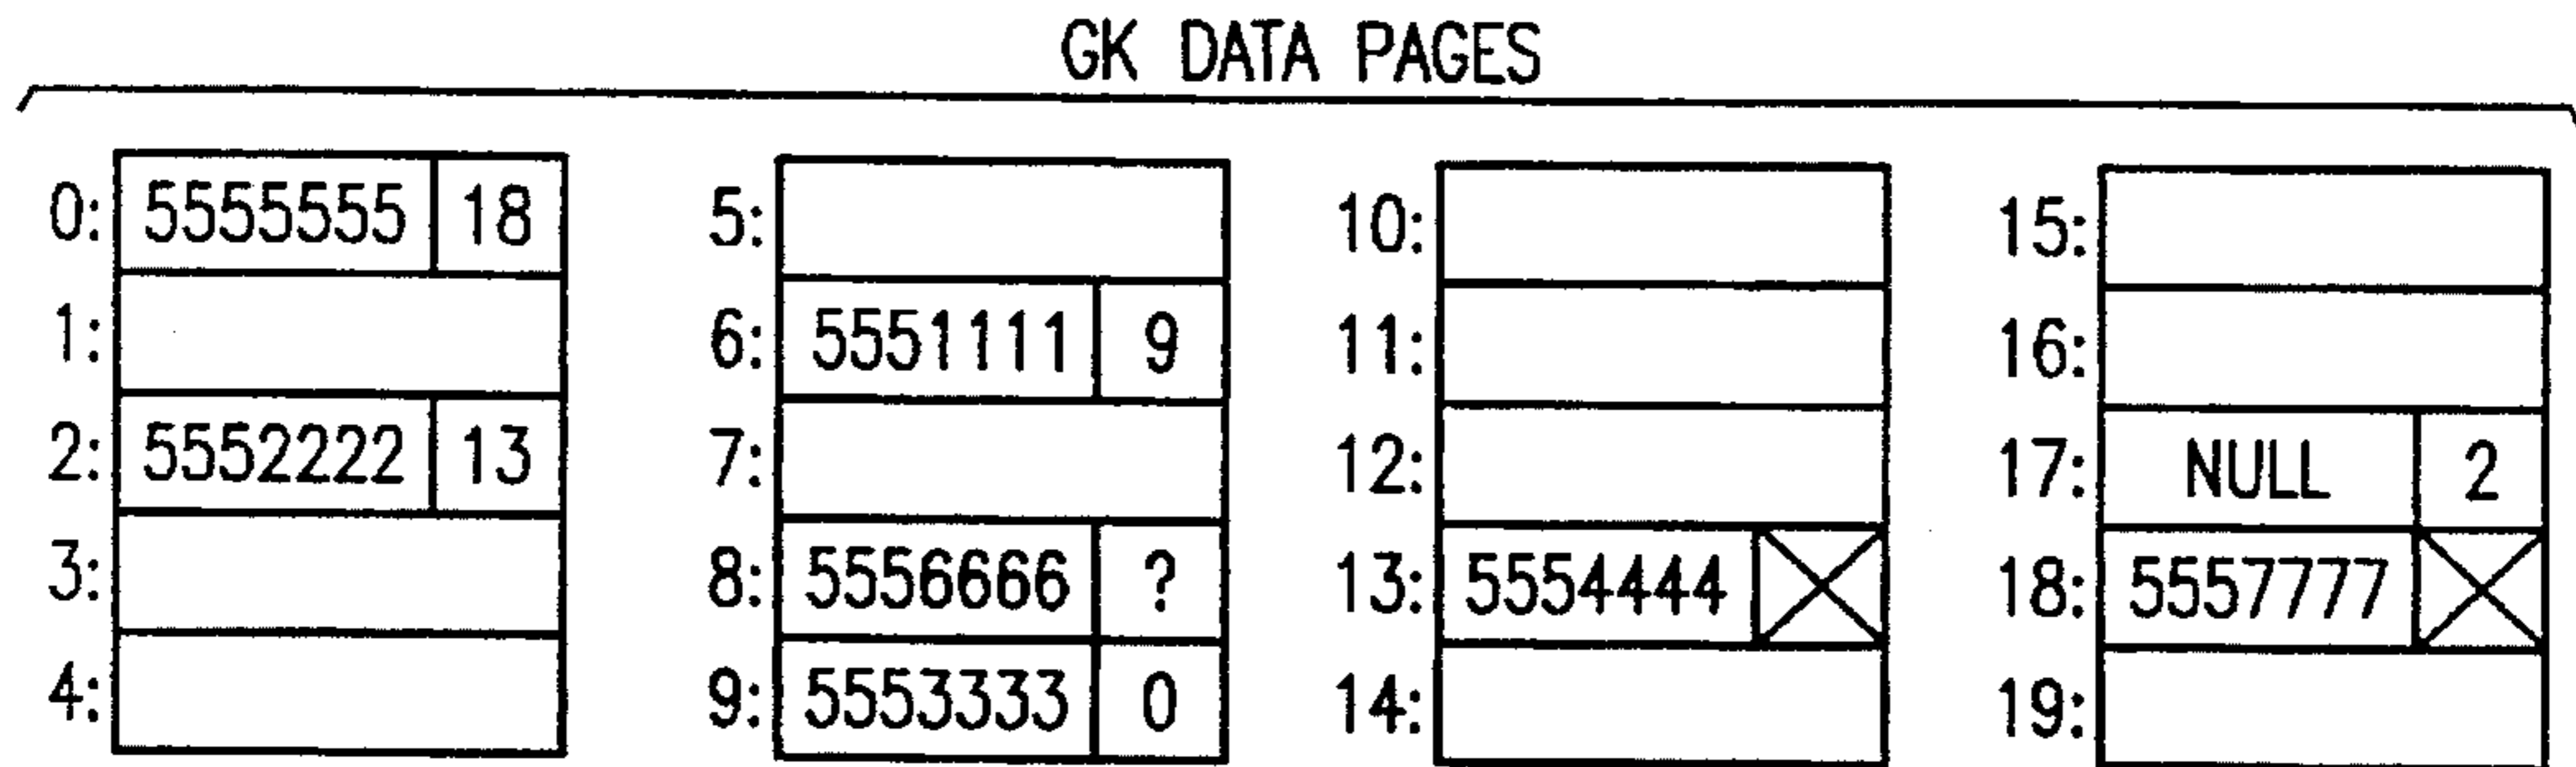 GK DATA PAGES
0: 5555555 18 5: 10: 15:
1: 6: 5551111 9 11: 16:
2: 5552222 13 7: 12: 17: NULL 2
3: 8: 5556666 ? 13: 5554444 18: 5557777
4: 9: 5553333 0 14: 19: